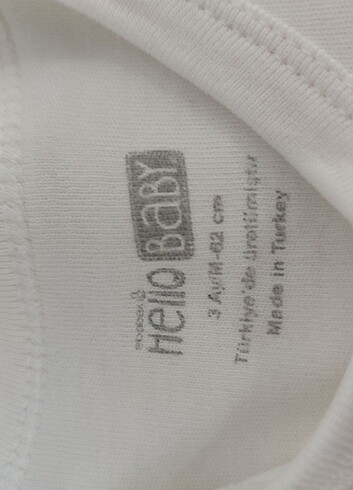 Hello BaBY
3 Ay/M-62 cm
Türkiye'de üretilmiştir
Made in Turkey